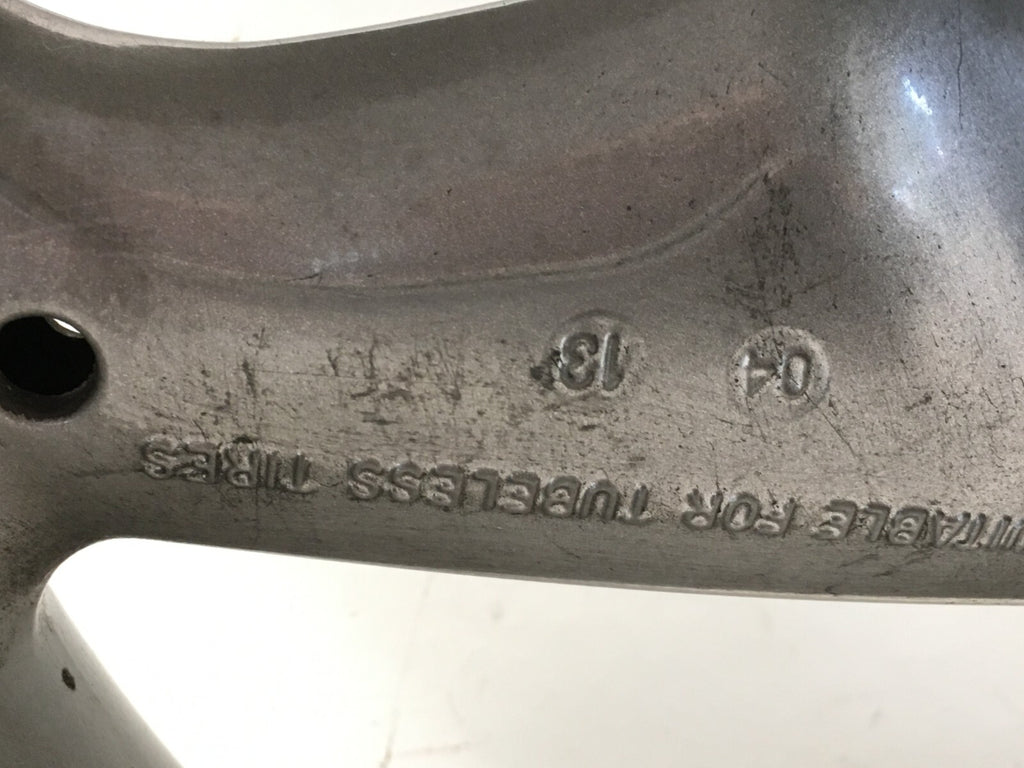 UITABLE FOR TUBELESS TIRES
04 13